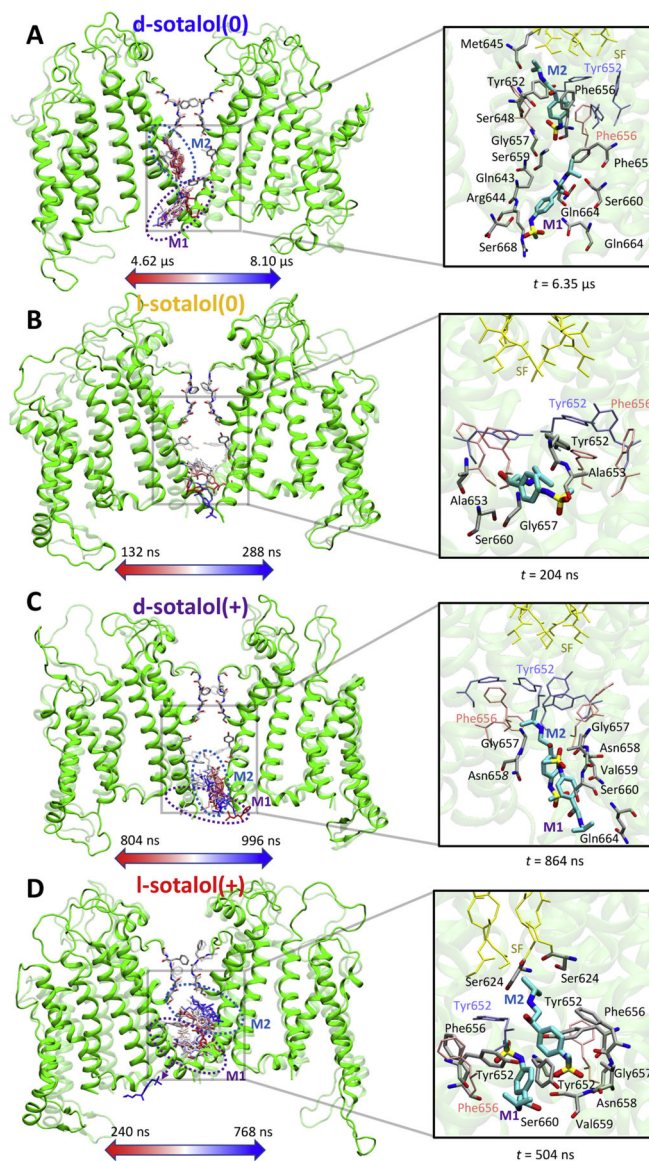 A
d-sotalol(0)
M2
M1
4.62 µs
8.10 µs
Met645
SF
M2
Tyr652
Tyr652
Phe656
Ser648
Gly657
Phe656
Ser659
Phe65
Gln643
Arg644
Ser660
Gln664
M1
Gln664
Ser668
t = 6.35 µs
B
l-sotalol(0)
132 ns
288 ns
SF
Tyr652
Phe656
Tyr652
Ala653
Ala653
Gly657
Ser660
t = 204 ns
C
d-sotalol(+)
M2
M1
804 ns
996 ns
SF
Tyr652
Phe656
M2
Gly657
Gly657
Asn658
Asn658
Val659
Ser660
M1
Gln664
t = 864 ns
D
l-sotalol(+)
M2
M1
240 ns
768 ns
SF
Ser624
Ser624
M2
Tyr652
Tyr652
Phe656
Phe656
Tyr652
Tyr652
Gly657
Asn658
Phe656
M1
Ser660
Val659
t = 504 ns